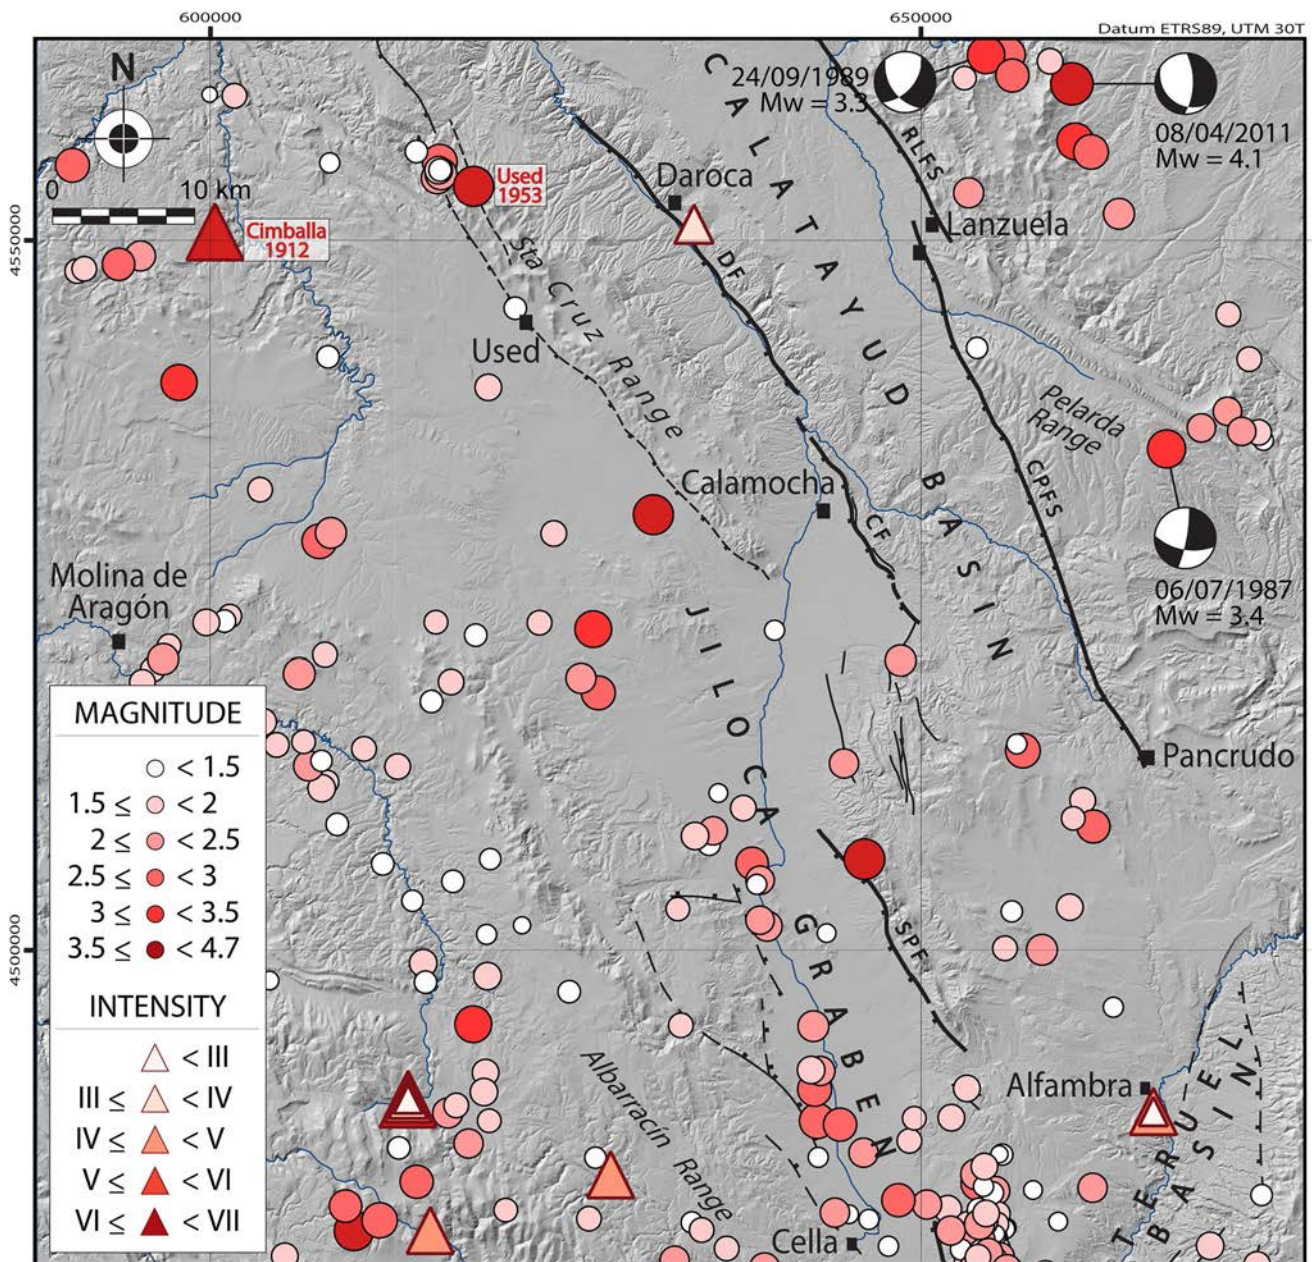 600000
650000
Datum ETRS89, UTM 30T
N
0 10 km
4550000
4500000
Cimballa
1912
Used
1953
24/09/1989
Mw = 3.3
08/04/2011
Mw = 4.1
06/07/1987
Mw = 3.4
Daroca
Lanzuela
Used
Calamocha
Molina de
Aragón
Pancrudo
Alfambra
Cella
CALATAYUD BASIN
JILOCA GRABEN
TERUEL
BASIN
Sta Cruz Range
Pelarda
Range
Albarracín Range
RLFS
DF
CPFS
CF
SPF
MAGNITUDE
< 1.5
1.5 ≤ < 2
2 ≤ < 2.5
2.5 ≤ < 3
3 ≤ < 3.5
3.5 ≤ < 4.7
INTENSITY
< III
III ≤ < IV
IV ≤ < V
V ≤ < VI
VI ≤ < VII